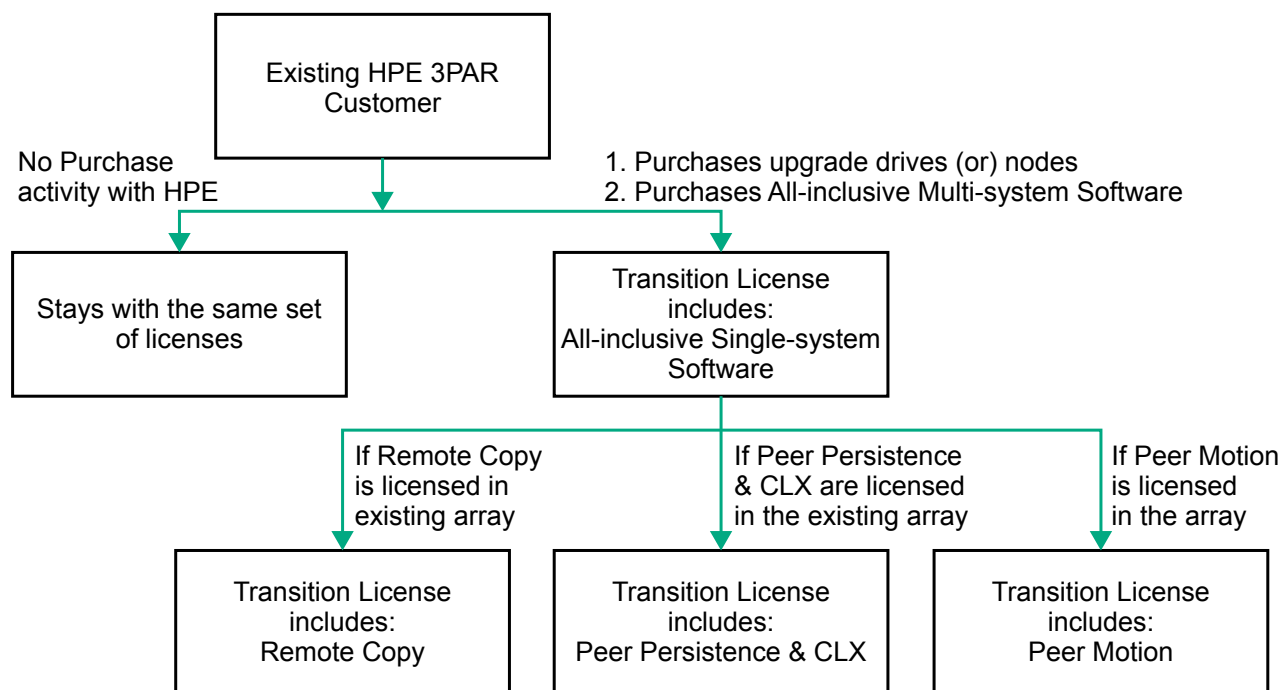 Existing HPE 3PAR
Customer
No Purchase
activity with HPE
1. Purchases upgrade drives (or) nodes
2. Purchases All-inclusive Multi-system Software
Stays with the same set
of licenses
Transition License
includes:
All-inclusive Single-system
Software
If Remote Copy
is licensed in
existing array
If Peer Persistence
& CLX are licensed
in the existing array
If Peer Motion
is licensed
in the array
Transition License
includes:
Remote Copy
Transition License
includes:
Peer Persistence & CLX
Transition License
includes:
Peer Motion